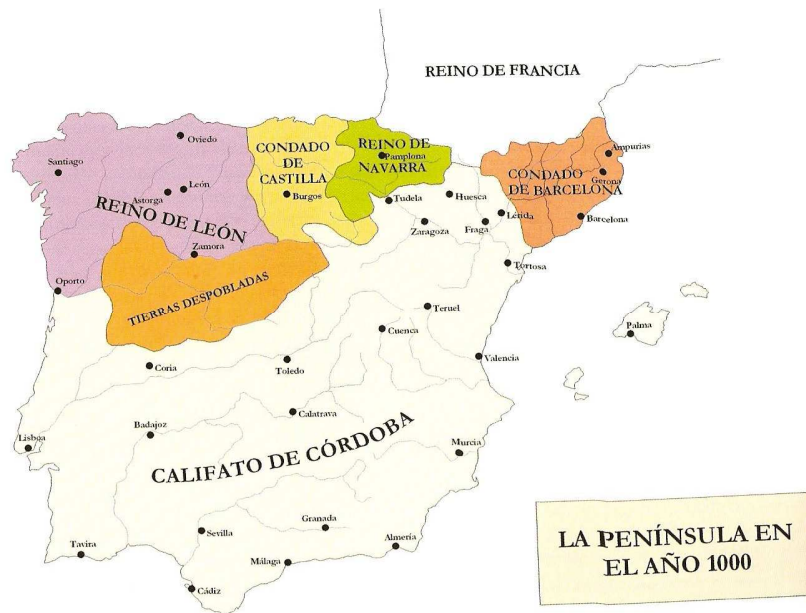 REINO DE FRANCIA
Oviedo
Santiago
León
Astorga
REINO DE LEÓN
Zamora
Oporto
CONDADO
DE
CASTILLA
Burgos
REINO DE
Pamplona
NAVARRA
CONDADO
DE BARCELONA
Ampurias
Gerona
Barcelona
Tudela
Huesca
Zaragoza
Fraga
Lérida
Tortosa
TIERRAS DESPOBLADAS
Teruel
Cuenca
Palma
Coria
Toledo
Valencia
Calatrava
Badajoz
Lisboa
CALIFATO DE CÓRDOBA
Murcia
Sevilla
Granada
Tavira
Málaga
Almería
Cádiz
LA PENÍNSULA EN
EL AÑO 1000